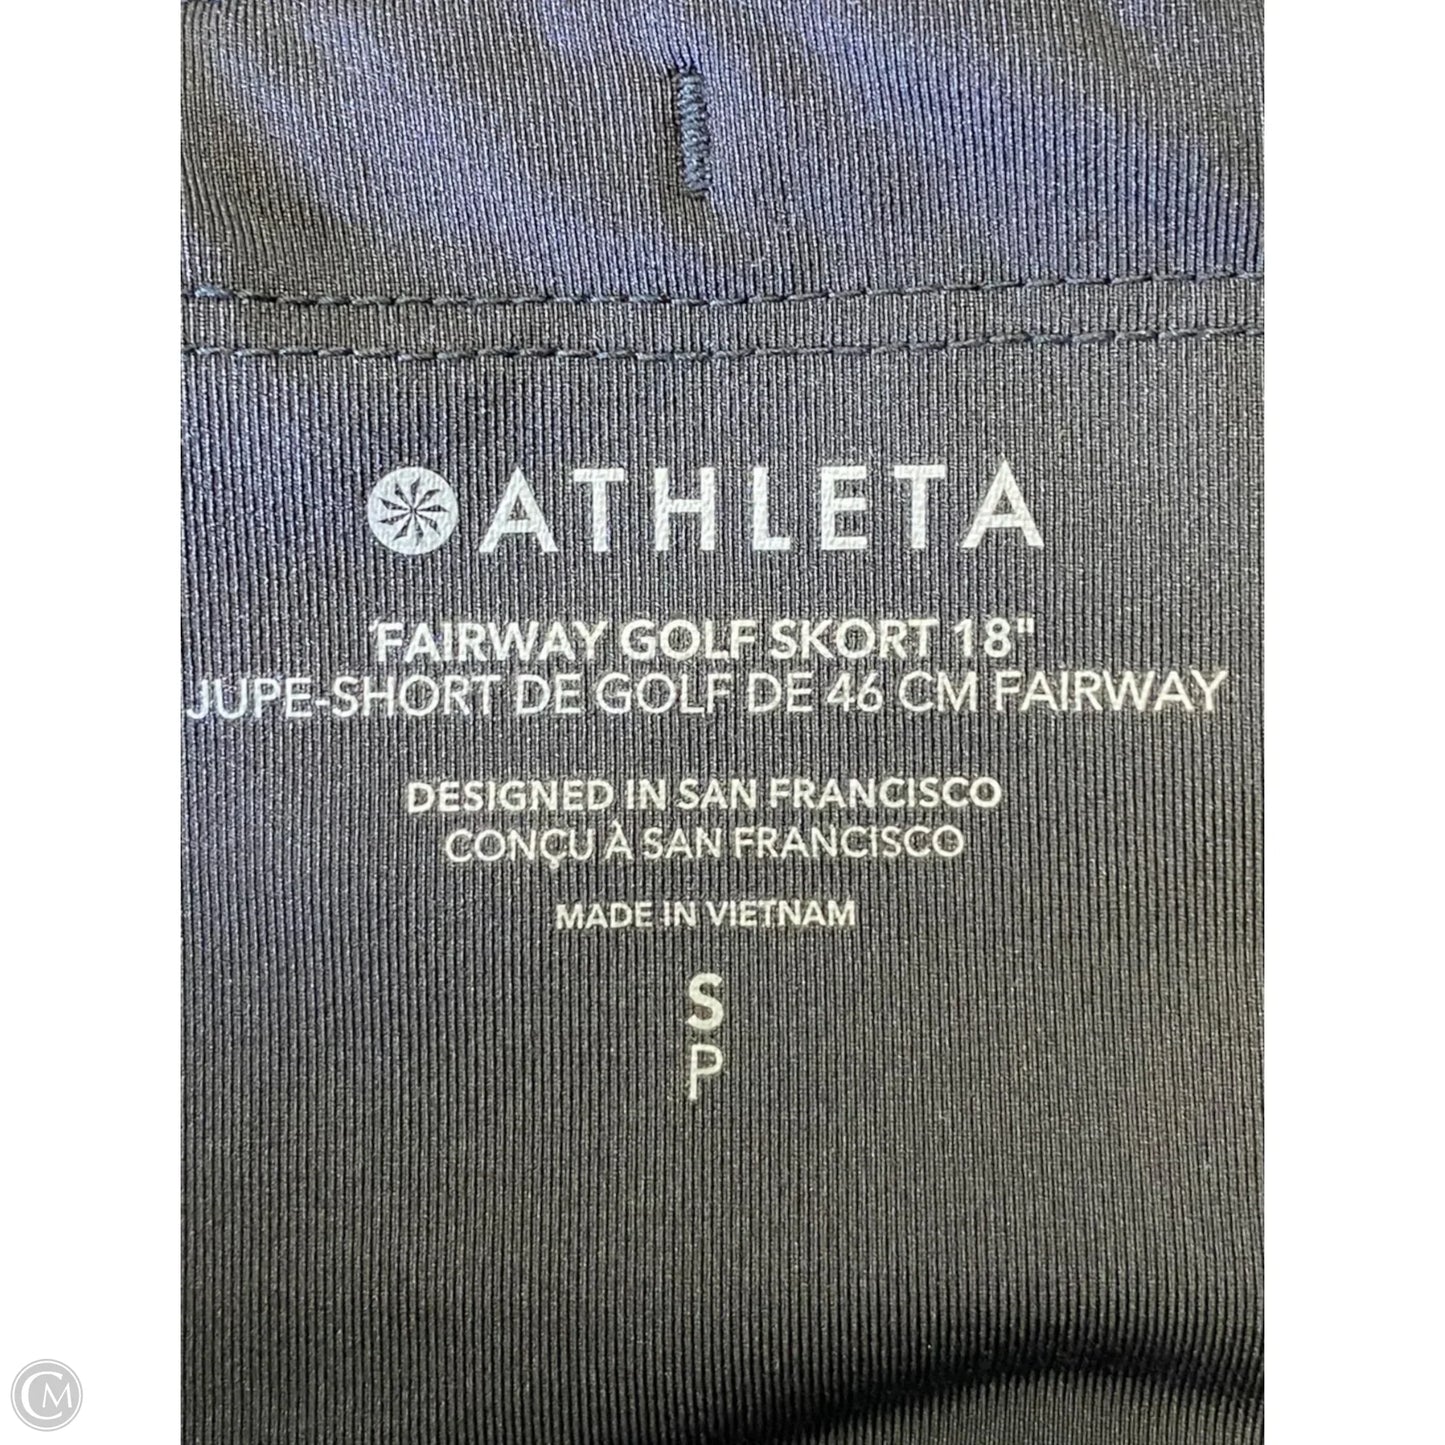 ATHLETA
FAIRWAY GOLF SKORT 18"
JUPE-SHORT DE GOLF DE 46 CM FAIRWAY
DESIGNED IN SAN FRANCISCO
CONÇU À SAN FRANCISCO
MADE IN VIETNAM
S
P
CM